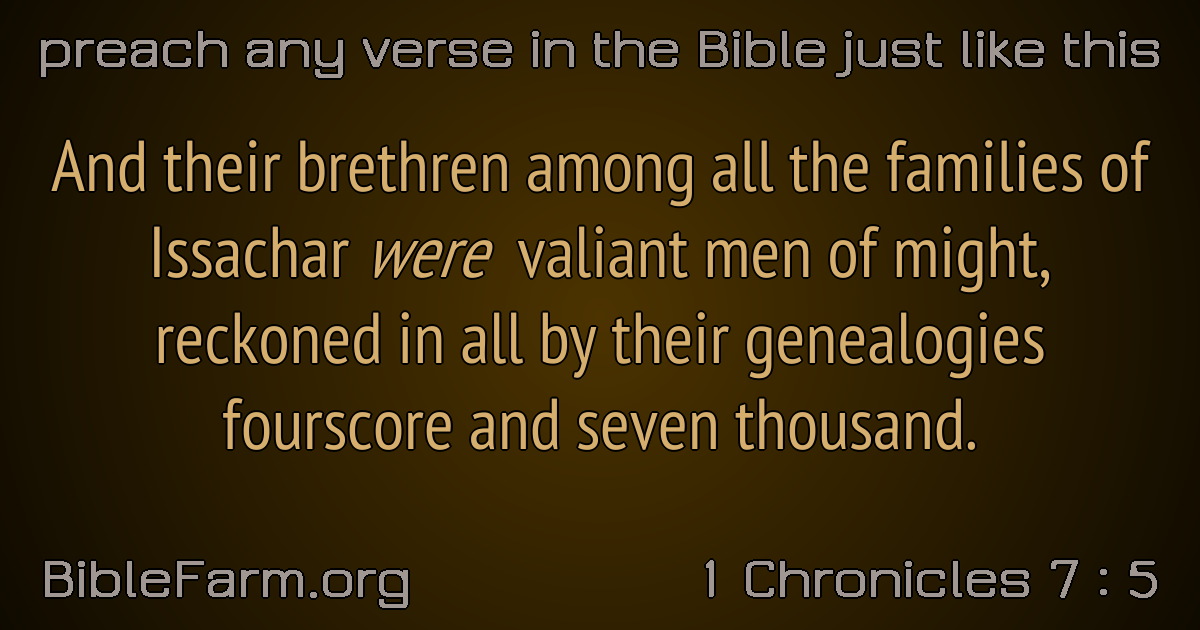 preach any verse in the Bible just like this
And their brethren among all the families of
Issachar were valiant men of might,
reckoned in all by their genealogies
fourscore and seven thousand.
BibleFarm.org
1 Chronicles 7 : 5